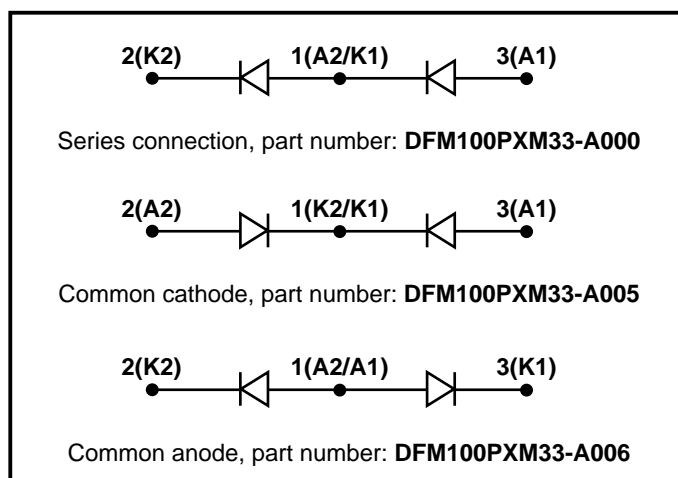 2(K2) 1(A2/K1) 3(A1)
Series connection, part number: DFM100PXM33-A000
2(A2) 1(K2/K1) 3(A1)
Common cathode, part number: DFM100PXM33-A005
2(K2) 1(A2/A1) 3(K1)
Common anode, part number: DFM100PXM33-A006